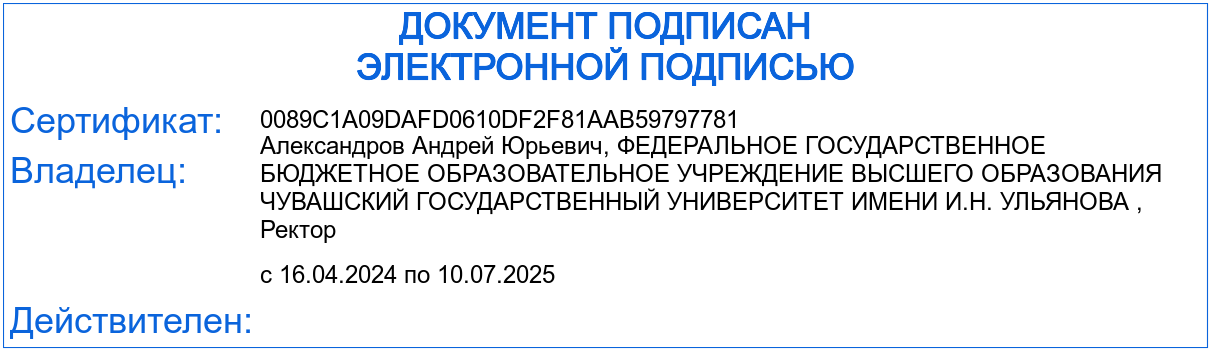 ДОКУМЕНТ ПОДПИСАН
ЭЛЕКТРОННОЙ ПОДПИСЬЮ
Сертификат: 0089C1A09DAFD0610DF2F81AAB59797781
Владелец: Александров Андрей Юрьевич, ФЕДЕРАЛЬНОЕ ГОСУДАРСТВЕННОЕ
БЮДЖЕТНОЕ ОБРАЗОВАТЕЛЬНОЕ УЧРЕЖДЕНИЕ ВЫСШЕГО ОБРАЗОВАНИЯ
ЧУВАШСКИЙ ГОСУДАРСТВЕННЫЙ УНИВЕРСИТЕТ ИМЕНИ И.Н. УЛЬЯНОВА ,
Ректор
с 16.04.2024 по 10.07.2025
Действителен: